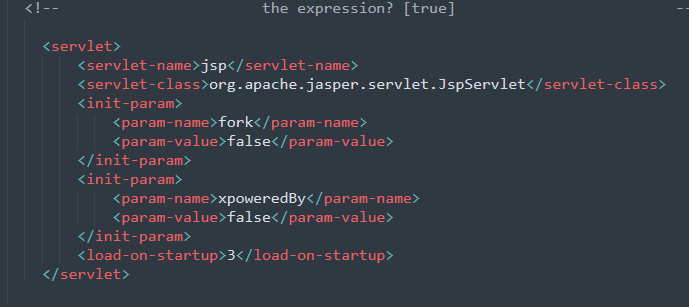 <!-- the expression? [true] --
<servlet>
<servlet-name>jsp</servlet-name>
<servlet-class>org.apache.jasper.servlet.JspServlet</servlet-class>
<init-param>
<param-name>fork</param-name>
<param-value>false</param-value>
</init-param>
<init-param>
<param-name>xpoweredBy</param-name>
<param-value>false</param-value>
</init-param>
<load-on-startup>3</load-on-startup>
</servlet>